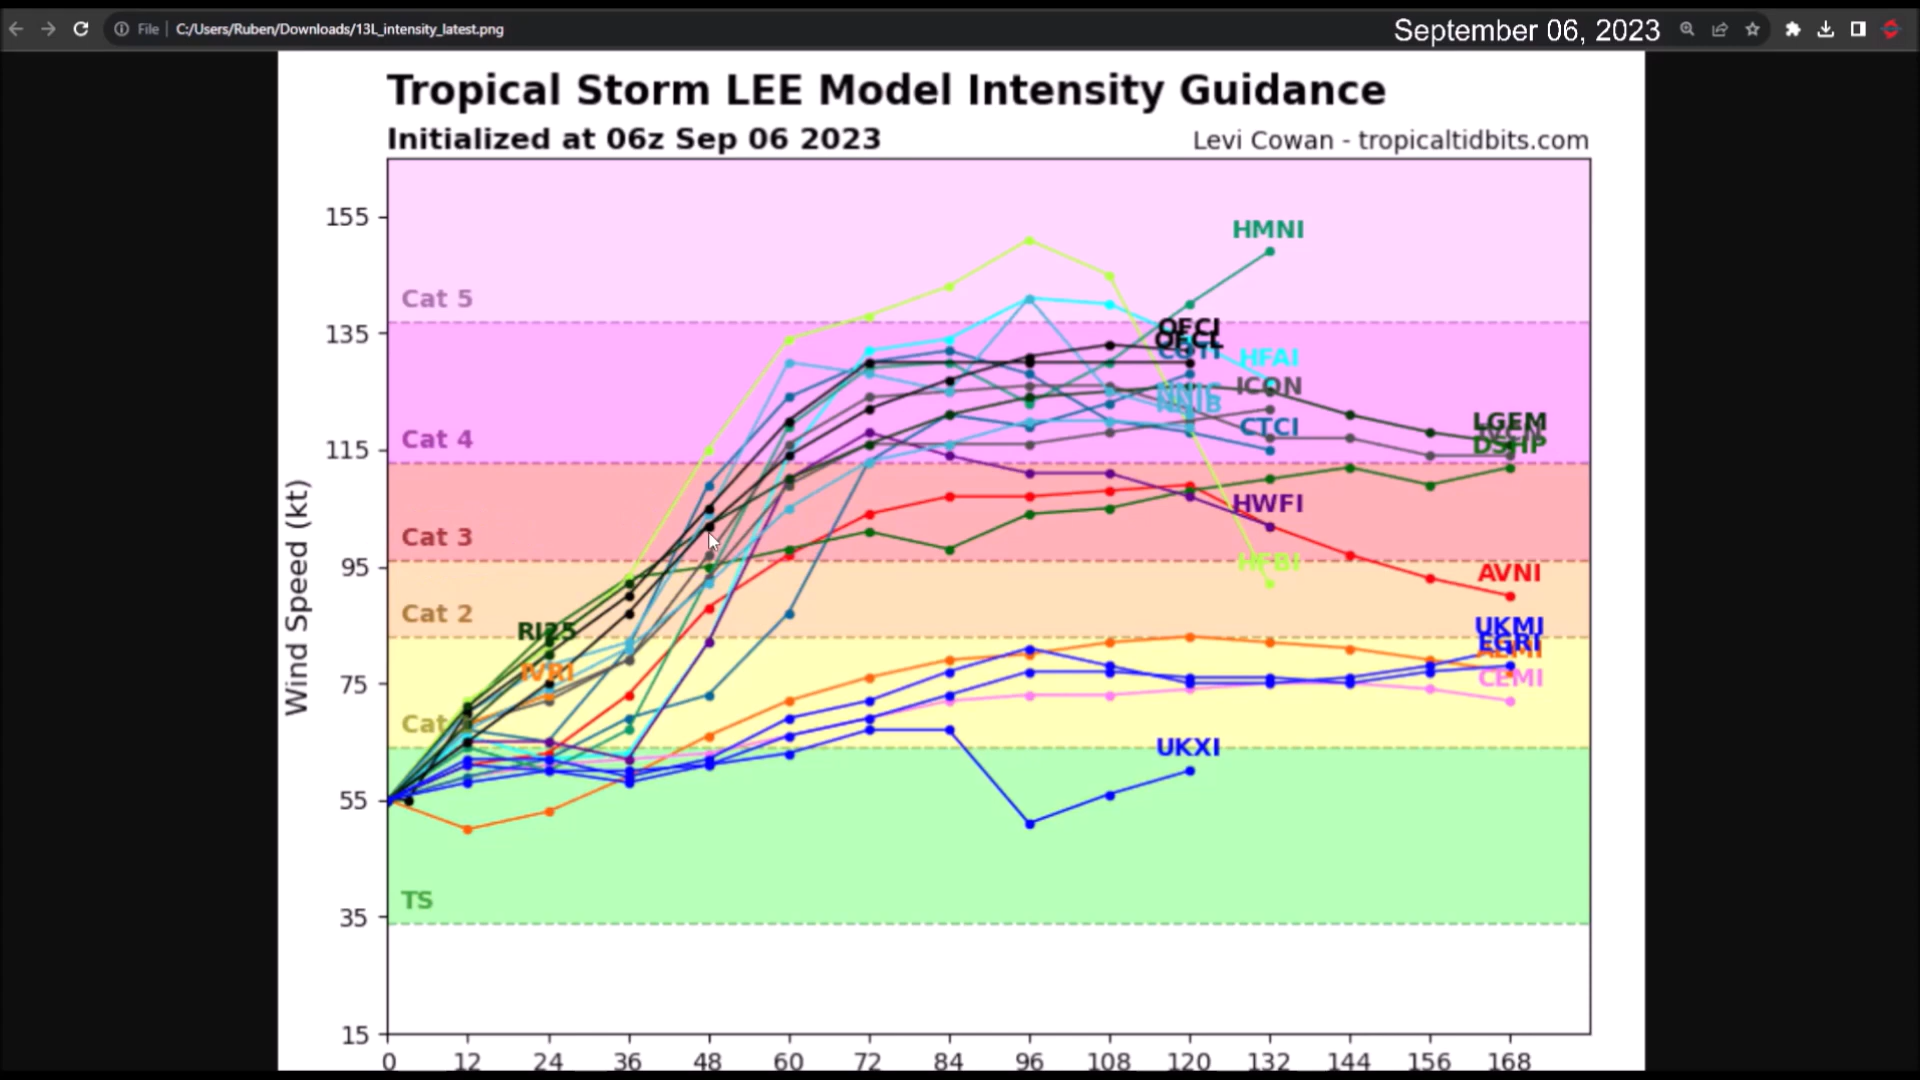 File C:/Users/Ruben/Downloads/13L_intensity_latest.png September 06, 2023
Tropical Storm LEE Model Intensity Guidance
Initialized at 06z Sep 06 2023 Levi Cowan - tropicaltidbits.com
HMNI
155
Cat 5
OFCI
135
OFCL
HFAI
ICON
NNIC
NNIB
LGEM
CTCI
Cat 4
DSHP
115
HWFI
Cat 3
HFBI
95
AVNI
Cat 2
UKMI
RI25
EGRI
IVRI
CEMI
75
Cat
UKXI
55
TS
35
15
Wind Speed (kt)
0 12 24 36 48 60 72 84 96 108 120 132 144 156 168